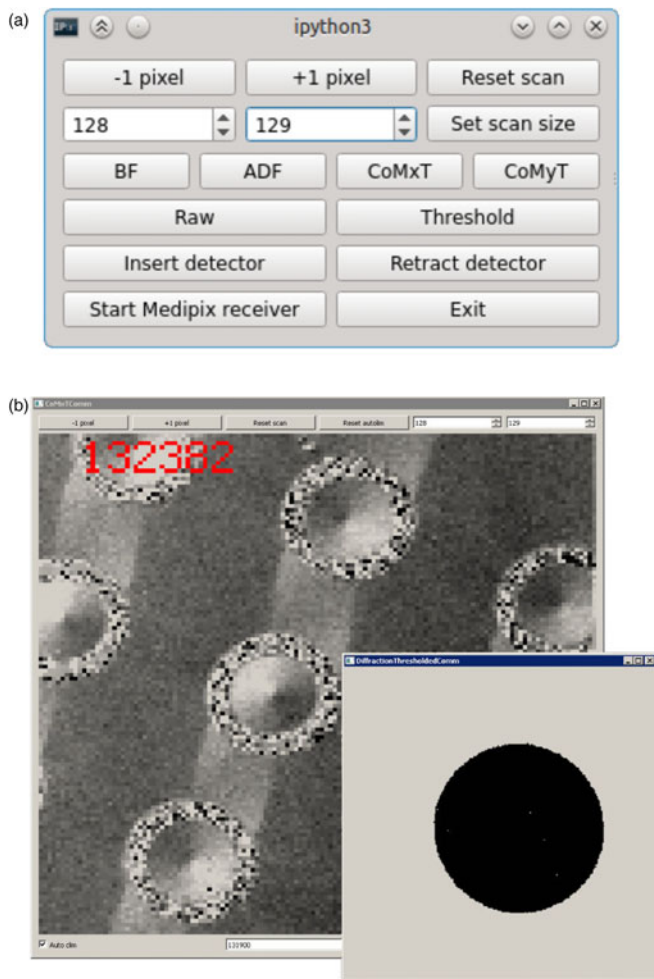 (a)
ipython3
-1 pixel +1 pixel Reset scan
128 129 Set scan size
BF ADF CoMxT CoMyT
Raw Threshold
Insert detector Retract detector
Start Medipix receiver Exit
(b)
-1 pixel +1 pixel Reset scan Reset autolim 128 129
132382
DiffractionThresholdedComm
Auto clim 131900